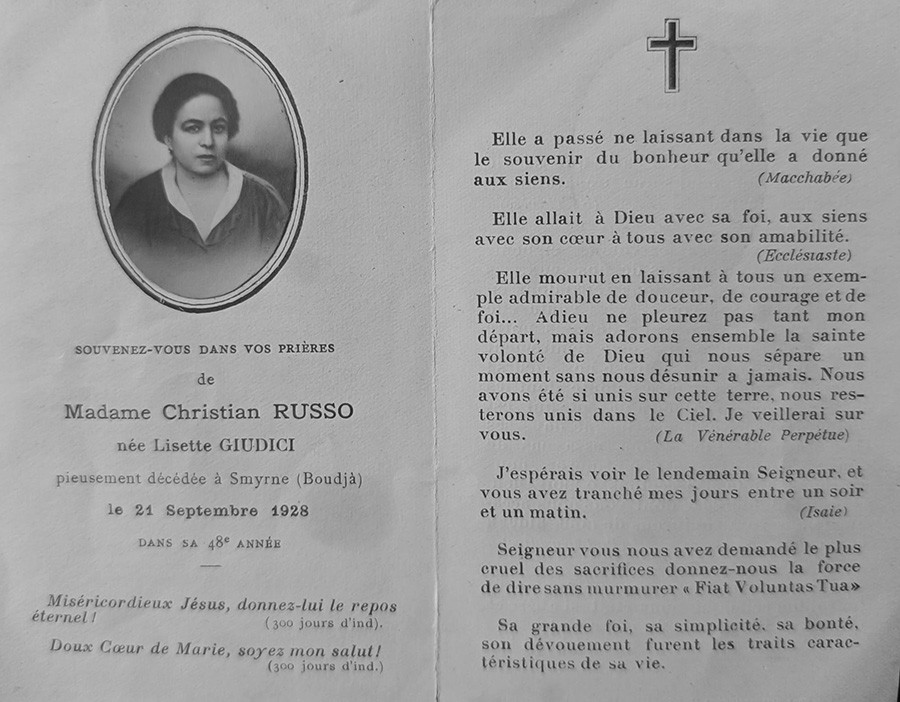 SOUVENEZ-VOUS DANS VOS PRIÈRES
de
Madame Christian RUSSO
née Lisette GIUDICI
pieusement décédée à Smyrne (Boudjà)
le 21 Septembre 1928
DANS SA 48e ANNÉE
Miséricordieux Jésus, donnez-lui le repos
éternel !
(300 jours d'ind).
Doux Cœur de Marie, soyez mon salut!
(300 jours d'ind.)
Elle a passé ne laissant dans la vie que
le souvenir du bonheur qu'elle a donné
aux siens. (Macchabée)
Elle allait à Dieu avec sa foi, aux siens
avec son cœur à tous avec son amabilité.
(Ecclésiaste)
Elle mourut en laissant à tous un exem-
ple admirable de douceur, de courage et de
foi... Adieu ne pleurez pas tant mon
départ, mais adorons ensemble la sainte
volonté de Dieu qui nous sépare un
moment sans nous désunir a jamais. Nous
avons été si unis sur cette terre, nous res-
terons unis dans le Ciel. Je veillerai sur
vous. (La Vénérable Perpétue)
J'espérais voir le lendemain Seigneur, et
vous avez tranché mes jours entre un soir
et un matin. (Isaie)
Seigneur vous nous avez demandé le plus
cruel des sacrifices donnez-nous la force
de dire sans murmurer « Fiat Voluntas Tua»
Sa grande foi, sa simplicité, sa bonté,
son dévouement furent les traits carac-
téristiques de sa vie.